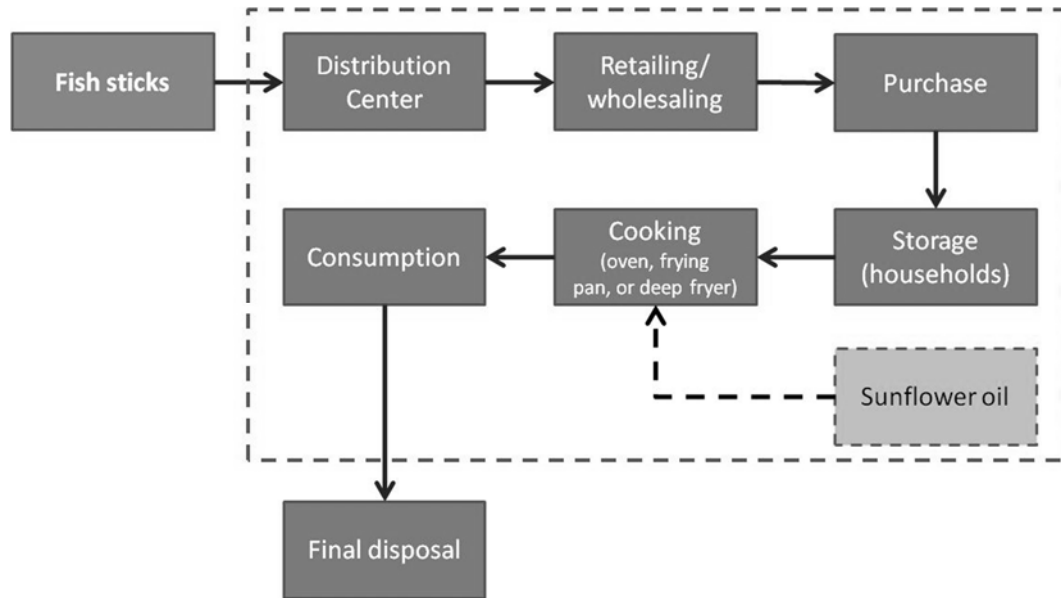 Fish sticks
Distribution
Center
Retailing/
wholesaling
Purchase
Storage
(households)
Cooking
(oven, frying
pan, or deep fryer)
Consumption
Sunflower oil
Final disposal